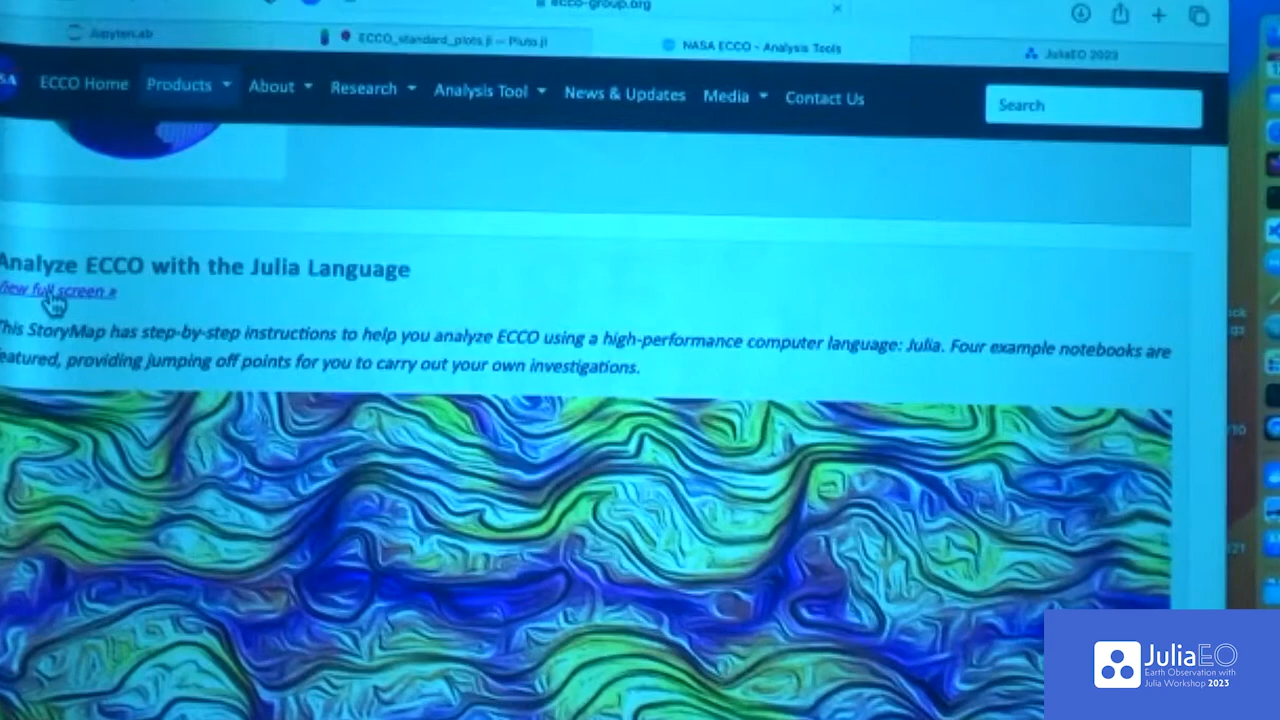 ecco-group.org
JupyterLab
ECCO_standard_plots.jl — Pluto.jl
NASA ECCO - Analysis Tools
JuliaEO 2023
SA
ECCO Home
Products
About
Research
Analysis Tool
News & Updates
Media
Contact Us
Search
Analyze ECCO with the Julia Language
View full screen »
This StoryMap has step-by-step instructions to help you analyze ECCO using a high-performance computer language: Julia. Four example notebooks are
featured, providing jumping off points for you to carry out your own investigations.
JuliaEO
Earth Observation with
Julia Workshop 2023